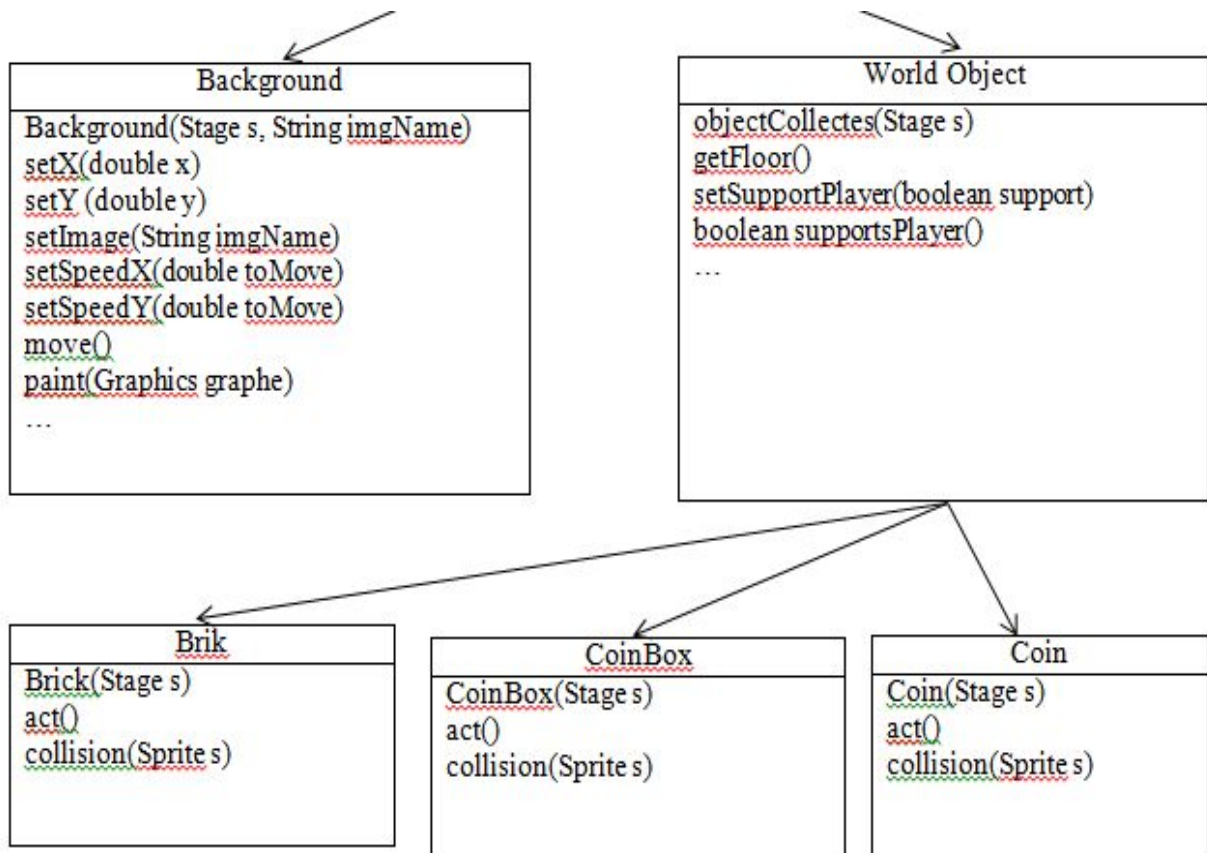 Background
Background(Stage s, String imgName)
setX(double x)
setY (double y)
setImage(String imgName)
setSpeedX(double toMove)
setSpeedY(double toMove)
move()
paint(Graphics graphe)
...
World Object
objectCollectes(Stage s)
getFloor()
setSupportPlayer(boolean support)
boolean supportsPlayer()
...
Brik
Brick(Stage s)
act()
collision(Sprite s)
CoinBox
CoinBox(Stage s)
act()
collision(Sprite s)
Coin
Coin(Stage s)
act()
collision(Sprite s)